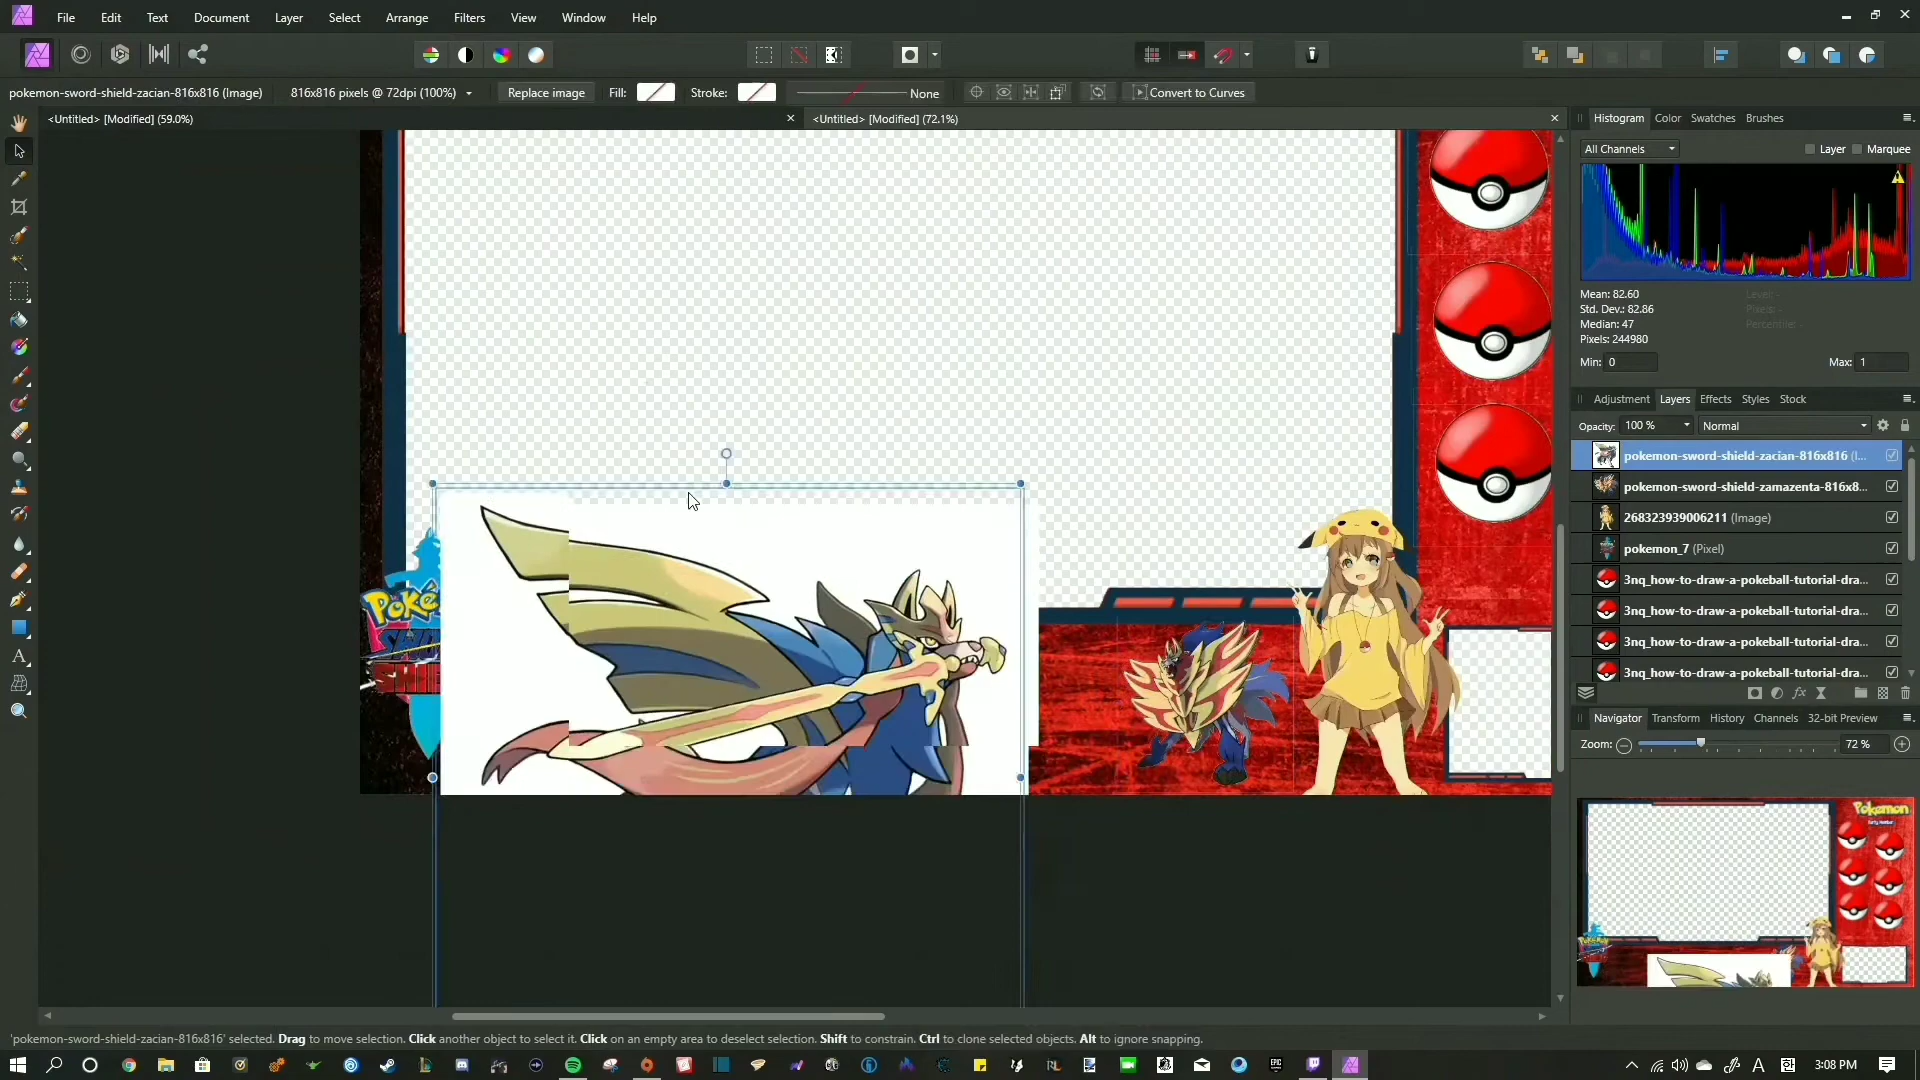 File Edit Text Document Layer Select Arrange Filters View Window Help
pokemon-sword-shield-zacian-816x816 (Image) 816x816 pixels @ 72dpi (100%) Replace image Fill: Stroke: None Convert to Curves
<Untitled> [Modified] (59.0%) <Untitled> [Modified] (72.1%)
Histogram Color Swatches Brushes
All Channels Layer Marquee
Mean: 82.60 Level: -
Std. Dev.: 82.86 Pixels: -
Median: 47 Percentile: -
Pixels: 244980
Min: 0 Max: 1
Adjustment Layers Effects Styles Stock
Opacity: 100 % Normal
pokemon-sword-shield-zacian-816x816 (I...
pokemon-sword-shield-zamazenta-816x8...
268323939006211 (Image)
pokemon_7 (Pixel)
3nq_how-to-draw-a-pokeball-tutorial-dra...
3nq_how-to-draw-a-pokeball-tutorial-dra...
3nq_how-to-draw-a-pokeball-tutorial-dra...
3nq_how-to-draw-a-pokeball-tutorial-dra...
Navigator Transform History Channels 32-bit Preview
Zoom: 72 %
Poké
Pokemon
'pokemon-sword-shield-zacian-816x816' selected. Drag to move selection. Click another object to select it. Click on an empty area to deselect selection. Shift to constrain. Ctrl to clone selected objects. Alt to ignore snapping.
3:08 PM